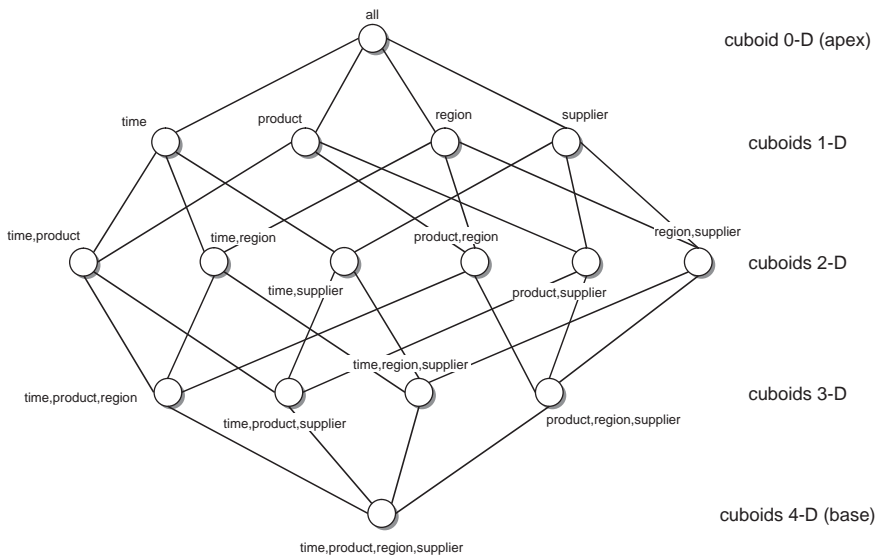 all
cuboid 0-D (apex)
time
product
region
supplier
cuboids 1-D
time,product
time,region
product,region
region,supplier
cuboids 2-D
time,supplier
product,supplier
time,region,supplier
cuboids 3-D
time,product,region
time,product,supplier
product,region,supplier
cuboids 4-D (base)
time,product,region,supplier